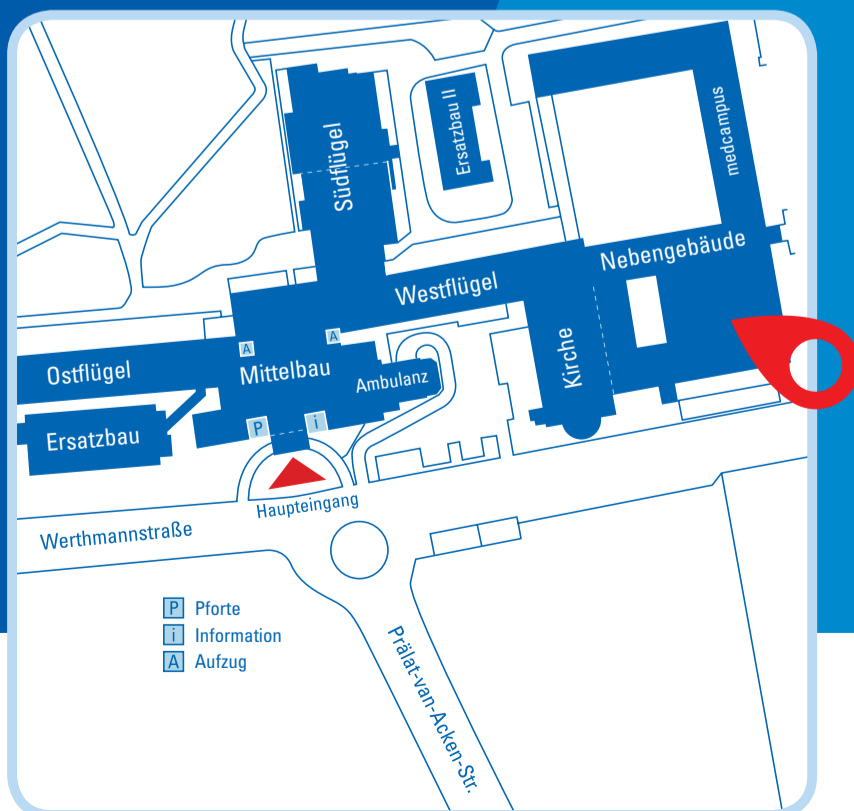 Südflügel
Ersatzbau II
medcampus
Westflügel
Nebengebäude
Ostflügel
A
A
Mittelbau
Ambulanz
Kirche
Ersatzbau
P
i
Haupteingang
Werthmannstraße
P Pforte
i Information
A Aufzug
Prälat-van-Acken-Str.